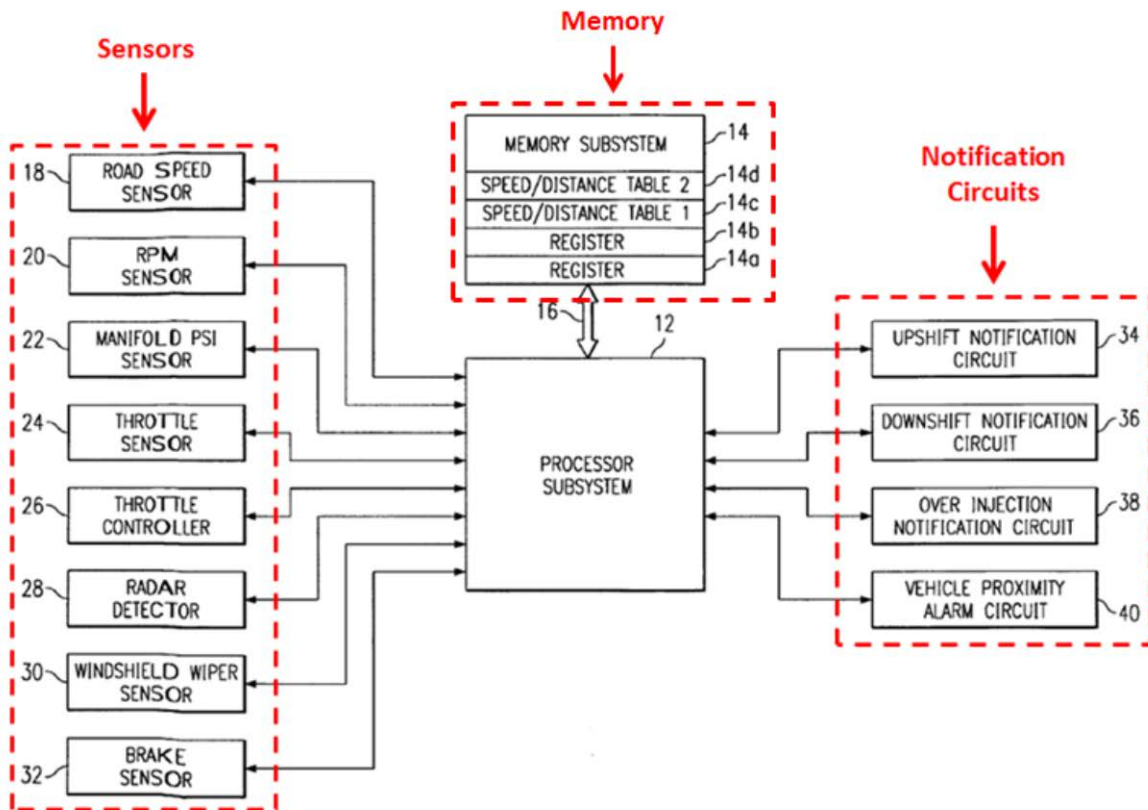 Memory
Sensors
Notification
Circuits
14
MEMORY SUBSYSTEM
14d
SPEED/DISTANCE TABLE 2
14c
SPEED/DISTANCE TABLE 1
14b
REGISTER
14a
REGISTER
16
12
PROCESSOR
SUBSYSTEM
18
ROAD SPEED
SENSOR
20
RPM
SENSOR
22
MANIFOLD PSI
SENSOR
24
THROTTLE
SENSOR
26
THROTTLE
CONTROLLER
28
RADAR
DETECTOR
30
WINDSHIELD WIPER
SENSOR
32
BRAKE
SENSOR
UPSHIFT NOTIFICATION
CIRCUIT
34
DOWNSHIFT NOTIFICATION
CIRCUIT
36
OVER INJECTION
NOTIFICATION CIRCUIT
38
VEHICLE PROXIMITY
ALARM CIRCUIT
40